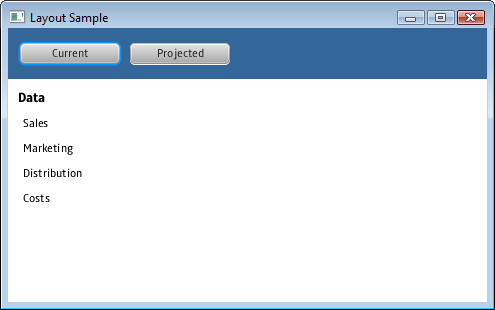 Layout Sample
Current Projected
Data
Sales
Marketing
Distribution
Costs